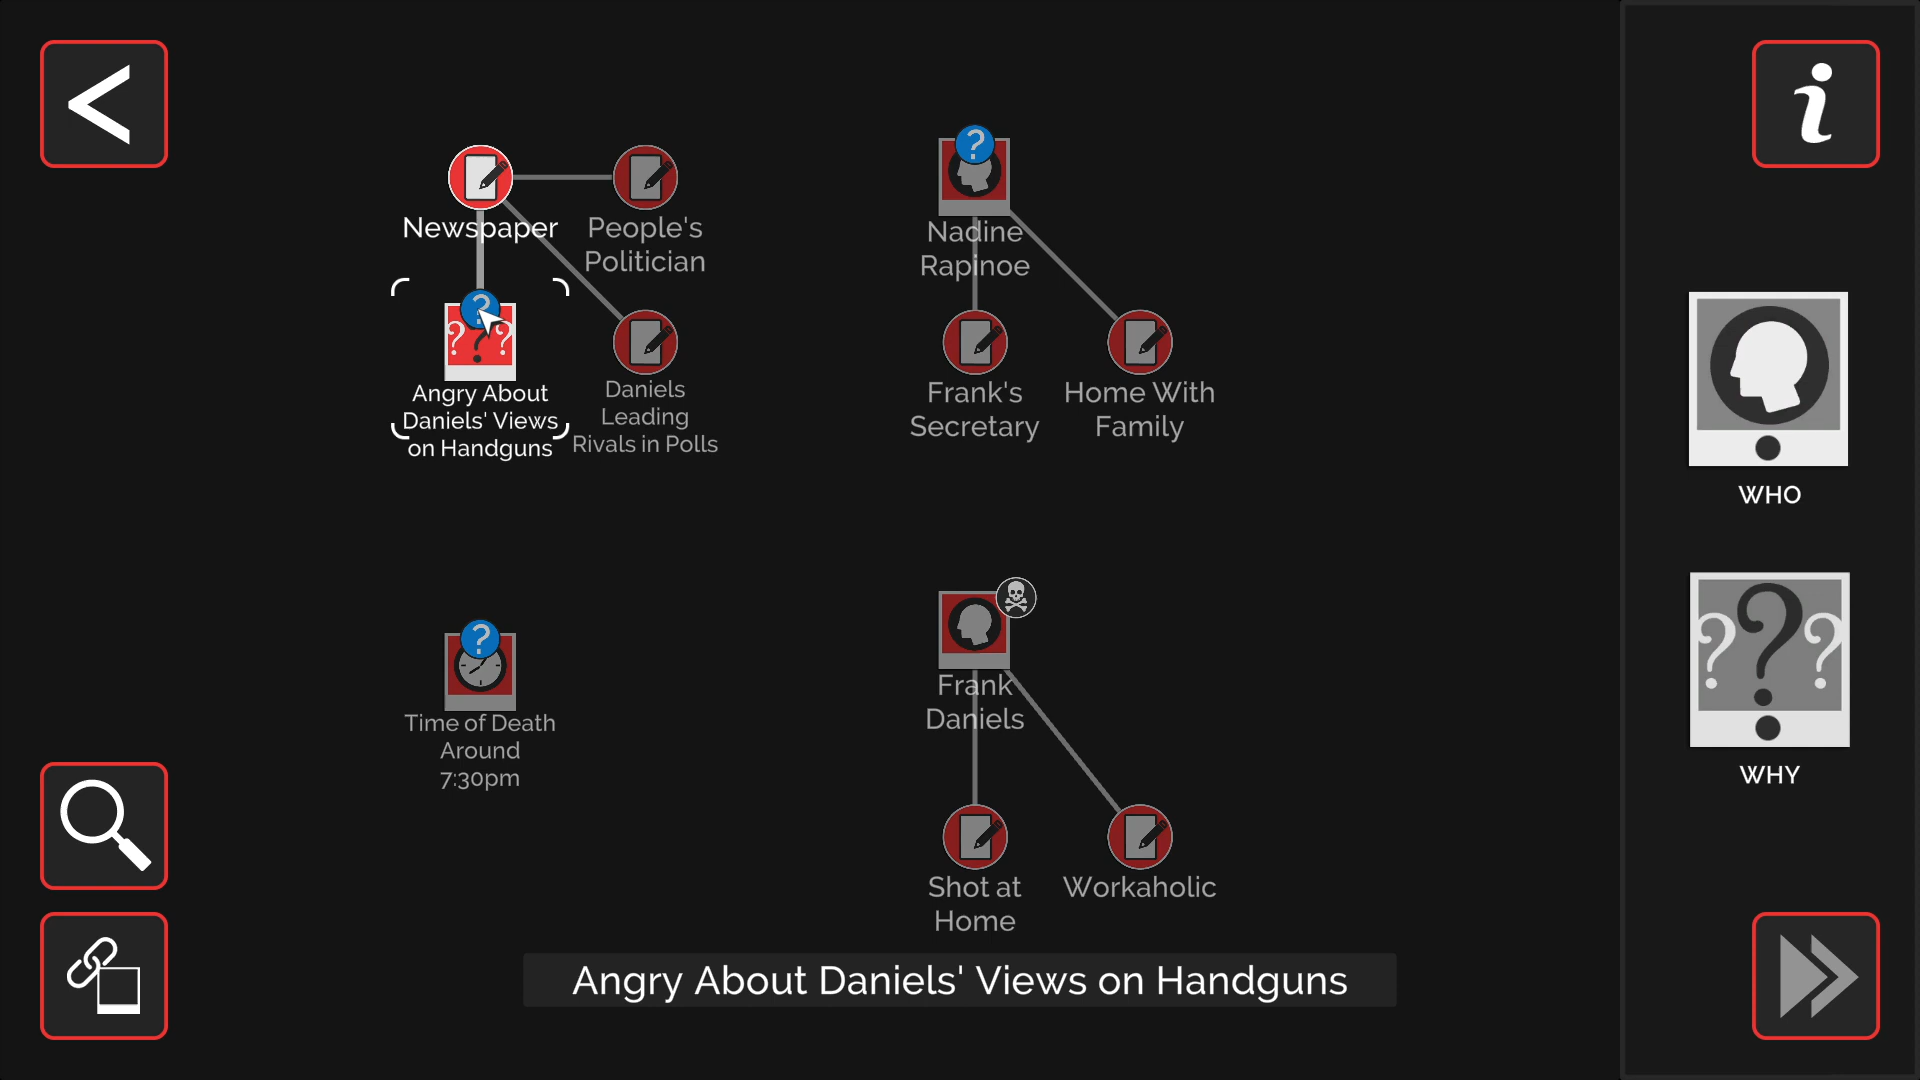 Newspaper
People's
Politician
Angry About
Daniels' Views
on Handguns
Daniels
Leading
Rivals in Polls
Nadine
Rapinoe
Frank's
Secretary
Home With
Family
Time of Death
Around
7:30pm
Frank
Daniels
Shot at
Home
Workaholic
Angry About Daniels' Views on Handguns
WHO
WHY